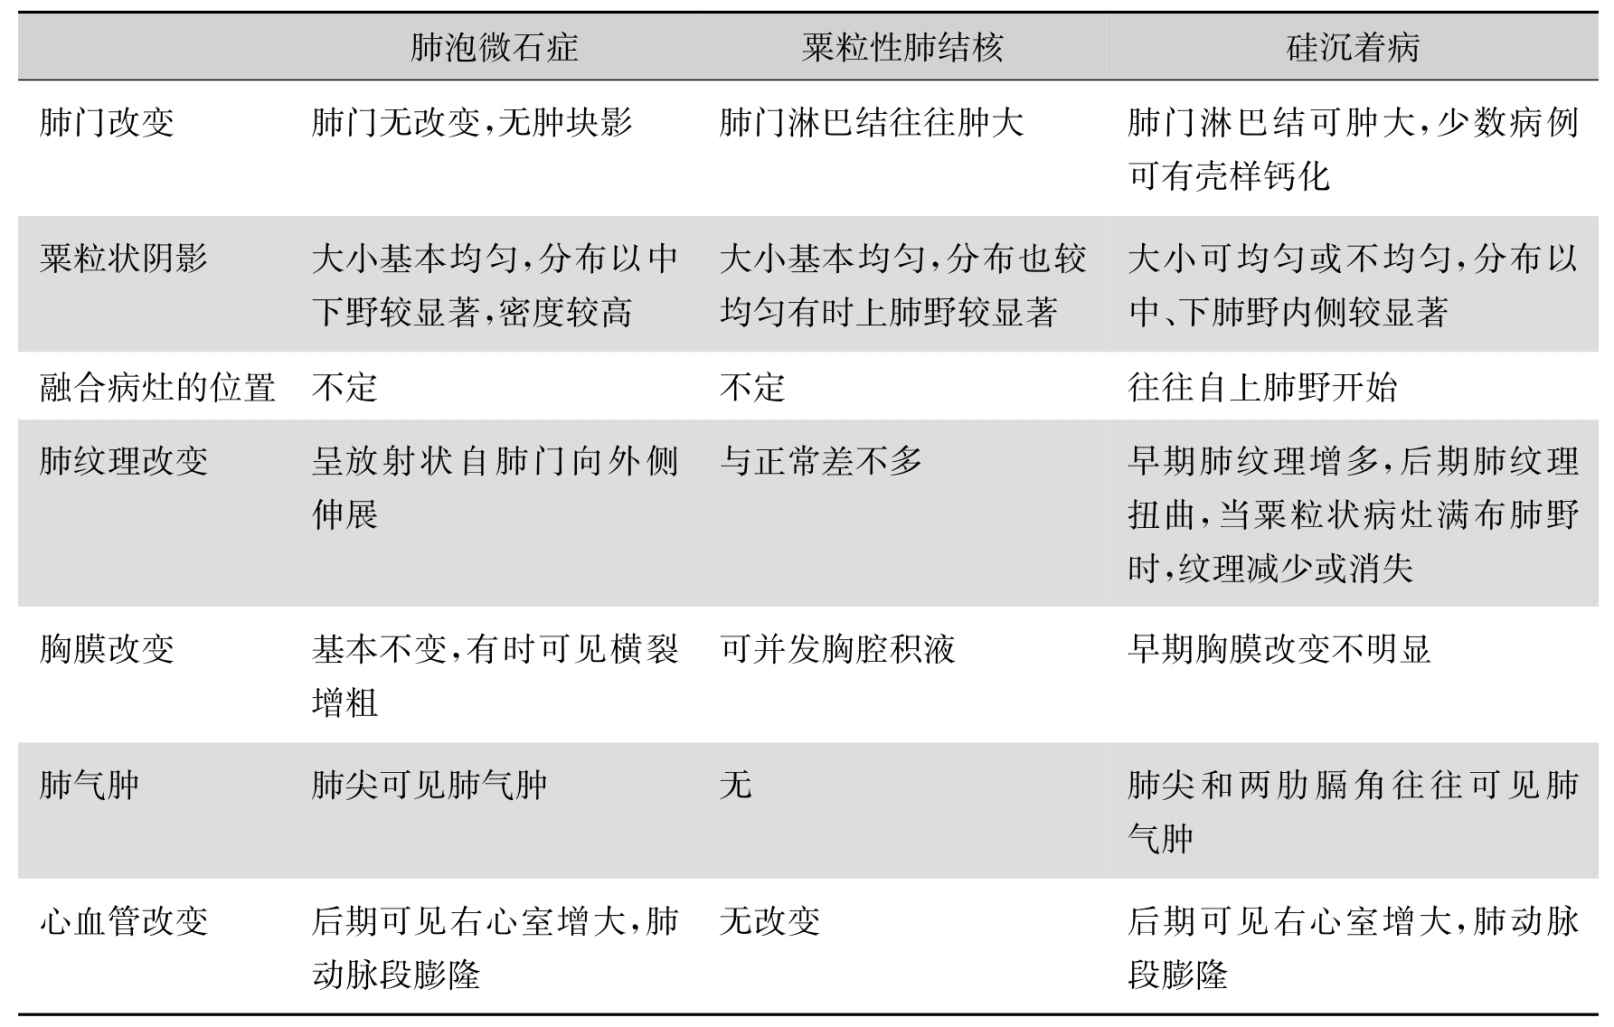 肺泡微石症 粟粒性肺结核 硅沉着病
肺门改变 肺门无改变,无肿块影 肺门淋巴结往往肿大 肺门淋巴结可肿大,少数病例
可有壳样钙化
粟粒状阴影 大小基本均匀,分布以中 大小基本均匀,分布也较 大小可均匀或不均匀,分布以
下野较显著,密度较高 均匀有时上肺野较显著 中、下肺野内侧较显著
融合病灶的位置 不定 不定 往往自上肺野开始
肺纹理改变 呈放射状自肺门向外侧 与正常差不多 早期肺纹理增多,后期肺纹理
伸展 扭曲,当粟粒状病灶满布肺野
时,纹理减少或消失
胸膜改变 基本不变,有时可见横裂 可并发胸腔积液 早期胸膜改变不明显
增粗
肺气肿 肺尖可见肺气肿 无 肺尖和两肋膈角往往可见肺
气肿
心血管改变 后期可见右心室增大,肺 无改变 后期可见右心室增大,肺动脉
动脉段膨隆 段膨隆